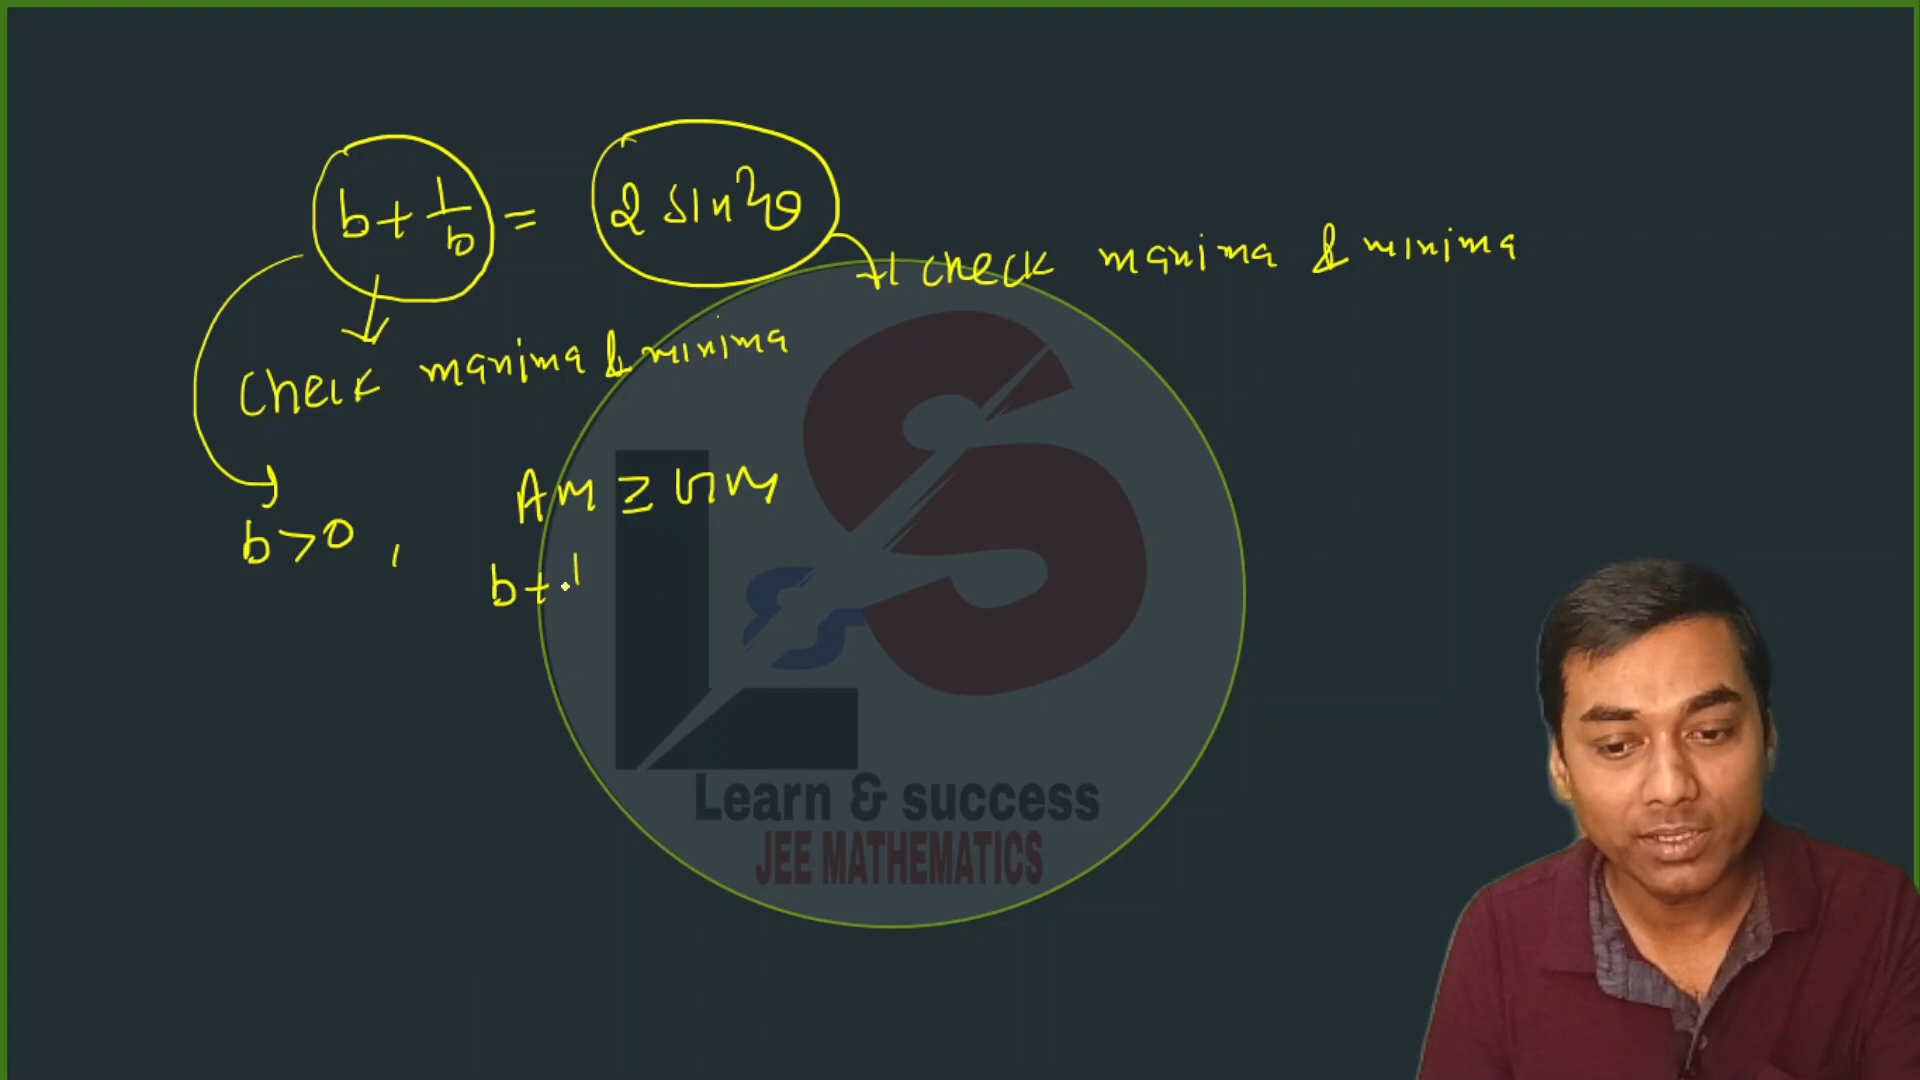 b + 1/b = 2 sin²θ
check maxima & minima
check maxima & minima
b > 0 , AM ≥ GM
b + 1
Learn & success
JEE MATHEMATICS